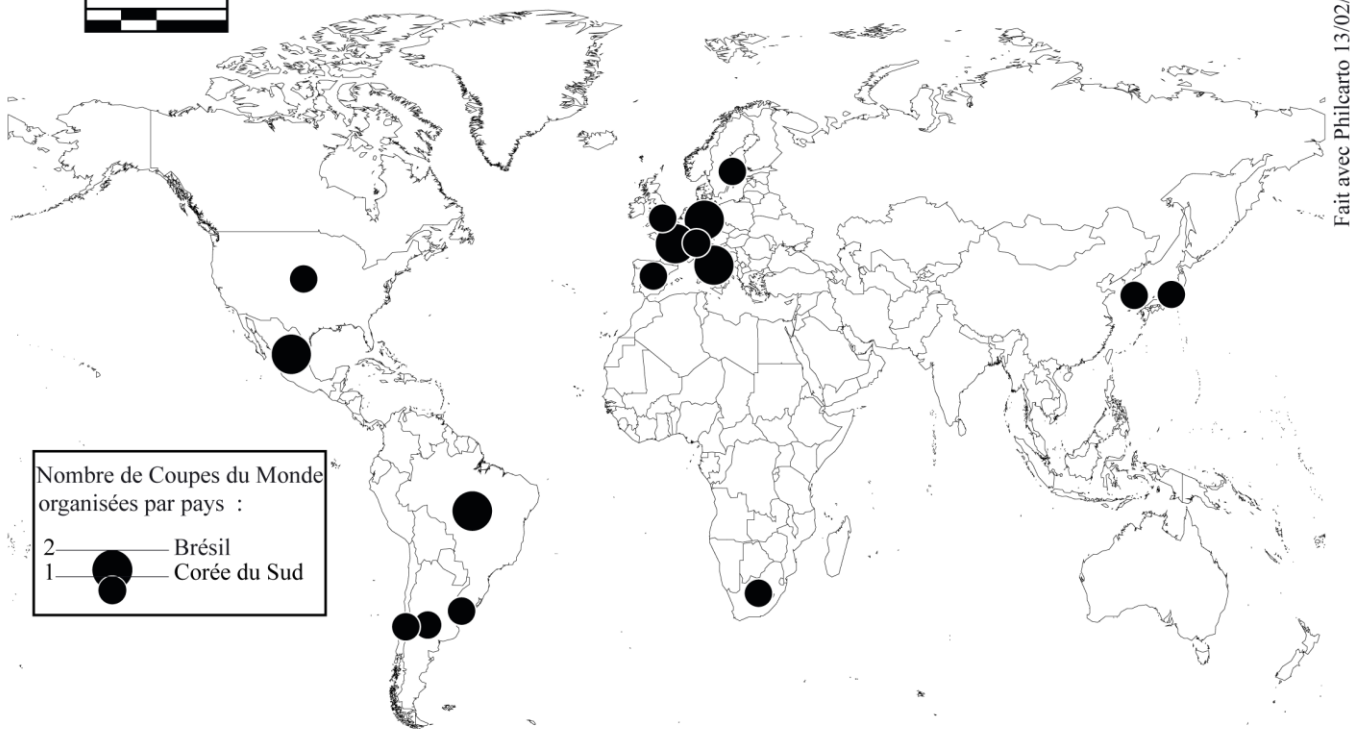 Fait avec Philcarto 13/02/
Nombre de Coupes du Monde
organisées par pays :
2 Brésil
1 Corée du Sud